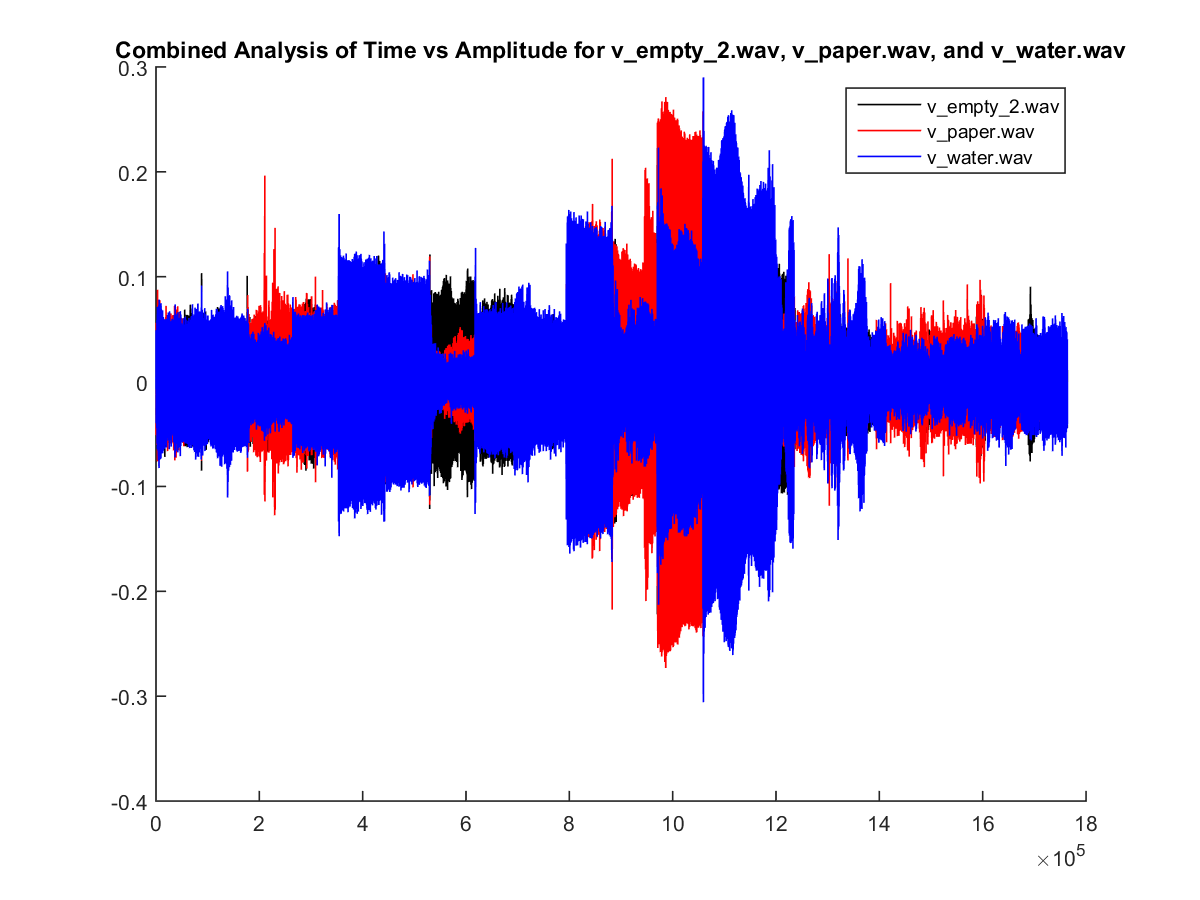 Combined Analysis of Time vs Amplitude for v_empty_2.wav, v_paper.wav, and v_water.wav
v_empty_2.wav
v_paper.wav
v_water.wav
0.3
0.2
0.1
0
-0.1
-0.2
-0.3
-0.4
0 2 4 6 8 10 12 14 16 18
×10⁵